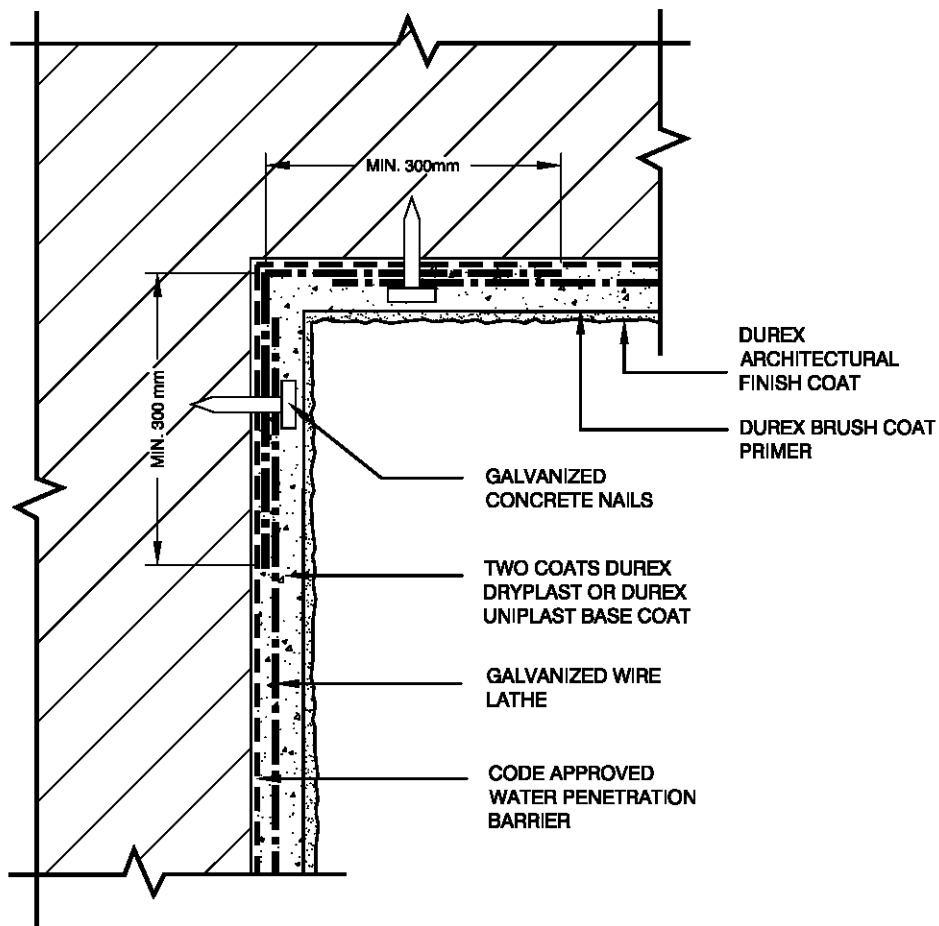 MIN. 300mm
MIN. 300 mm
DUREX
ARCHITECTURAL
FINISH COAT
DUREX BRUSH COAT
PRIMER
GALVANIZED
CONCRETE NAILS
TWO COATS DUREX
DRYPLAST OR DUREX
UNIPLAST BASE COAT
GALVANIZED WIRE
LATHE
CODE APPROVED
WATER PENETRATION
BARRIER